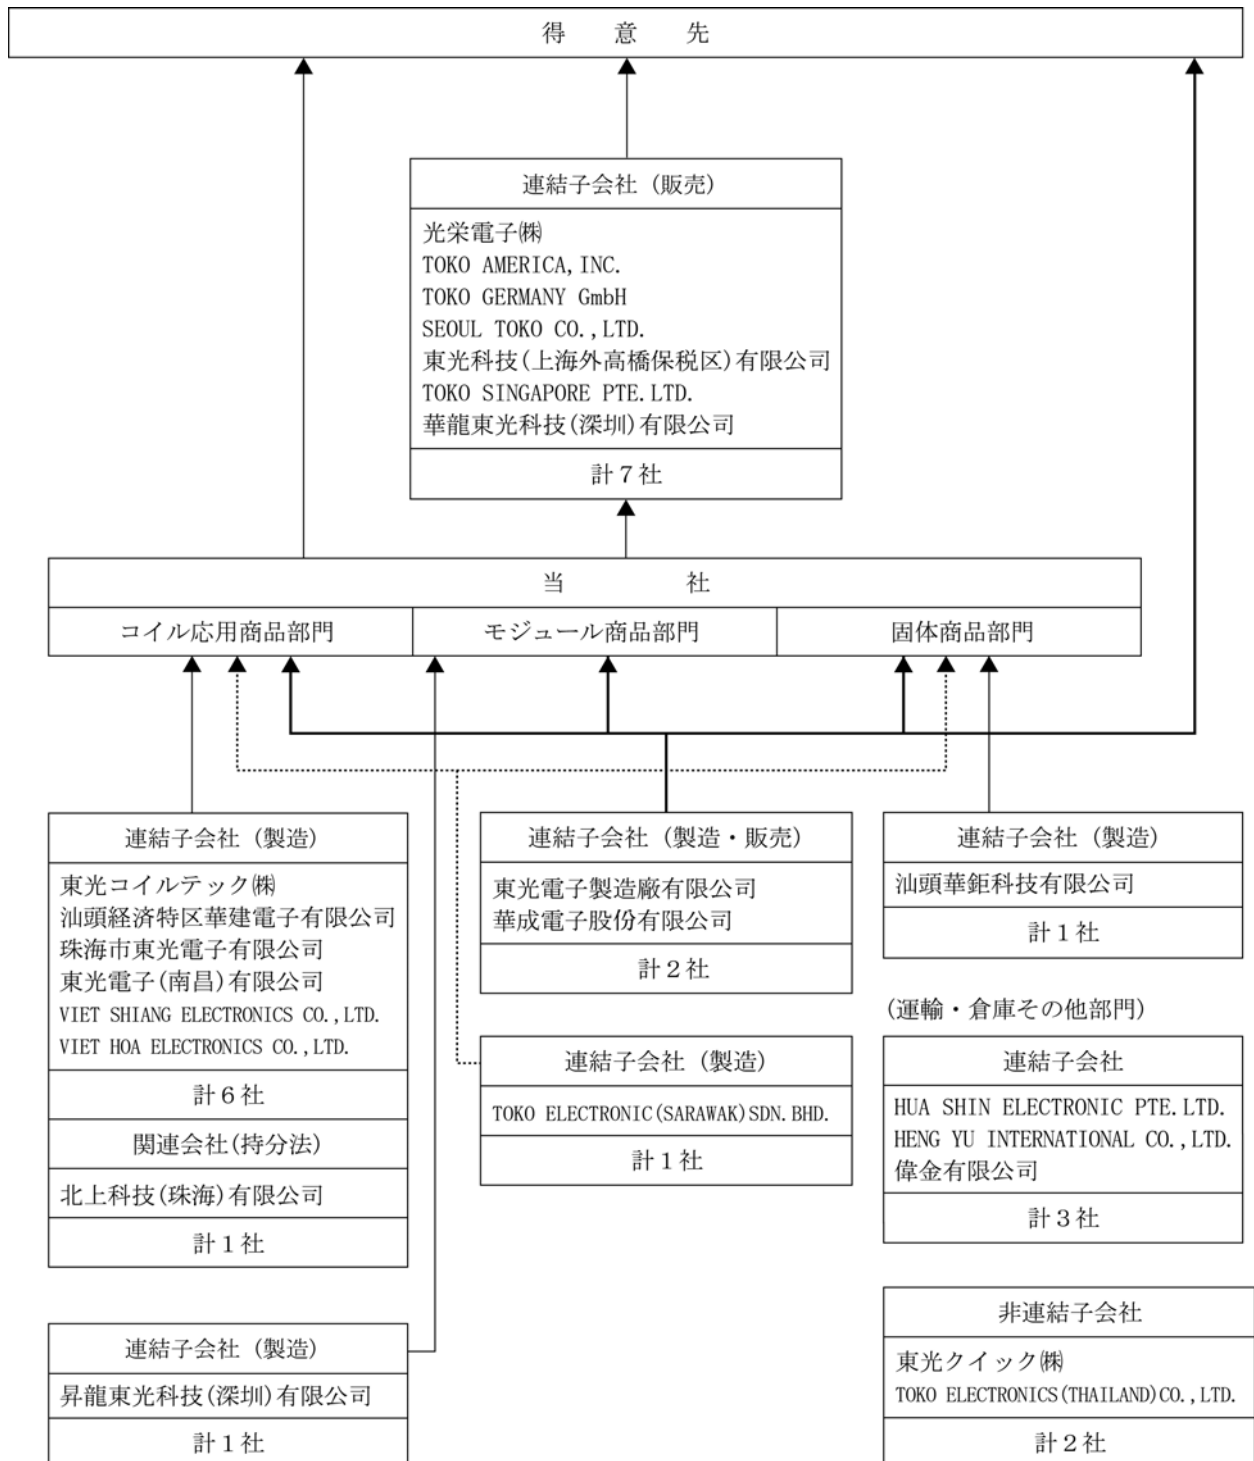 得意先
連結子会社（販売）
光栄電子㈱
TOKO AMERICA, INC.
TOKO GERMANY GmbH
SEOUL TOKO CO.,LTD.
東光科技(上海外高橋保税区)有限公司
TOKO SINGAPORE PTE.LTD.
華龍東光科技(深圳)有限公司
計７社
当社
コイル応用商品部門
モジュール商品部門
固体商品部門
連結子会社（製造）
東光コイルテック㈱
汕頭経済特区華建電子有限公司
珠海市東光電子有限公司
東光電子(南昌)有限公司
VIET SHIANG ELECTRONICS CO.,LTD.
VIET HOA ELECTRONICS CO.,LTD.
計６社
関連会社(持分法)
北上科技(珠海)有限公司
計１社
連結子会社（製造）
昇龍東光科技(深圳)有限公司
計１社
連結子会社（製造・販売）
東光電子製造廠有限公司
華成電子股份有限公司
計２社
連結子会社（製造）
TOKO ELECTRONIC(SARAWAK)SDN.BHD.
計１社
連結子会社（製造）
汕頭華鉅科技有限公司
計１社
(運輸・倉庫その他部門)
連結子会社
HUA SHIN ELECTRONIC PTE.LTD.
HENG YU INTERNATIONAL CO.,LTD.
偉金有限公司
計３社
非連結子会社
東光クイック㈱
TOKO ELECTRONICS(THAILAND)CO.,LTD.
計２社